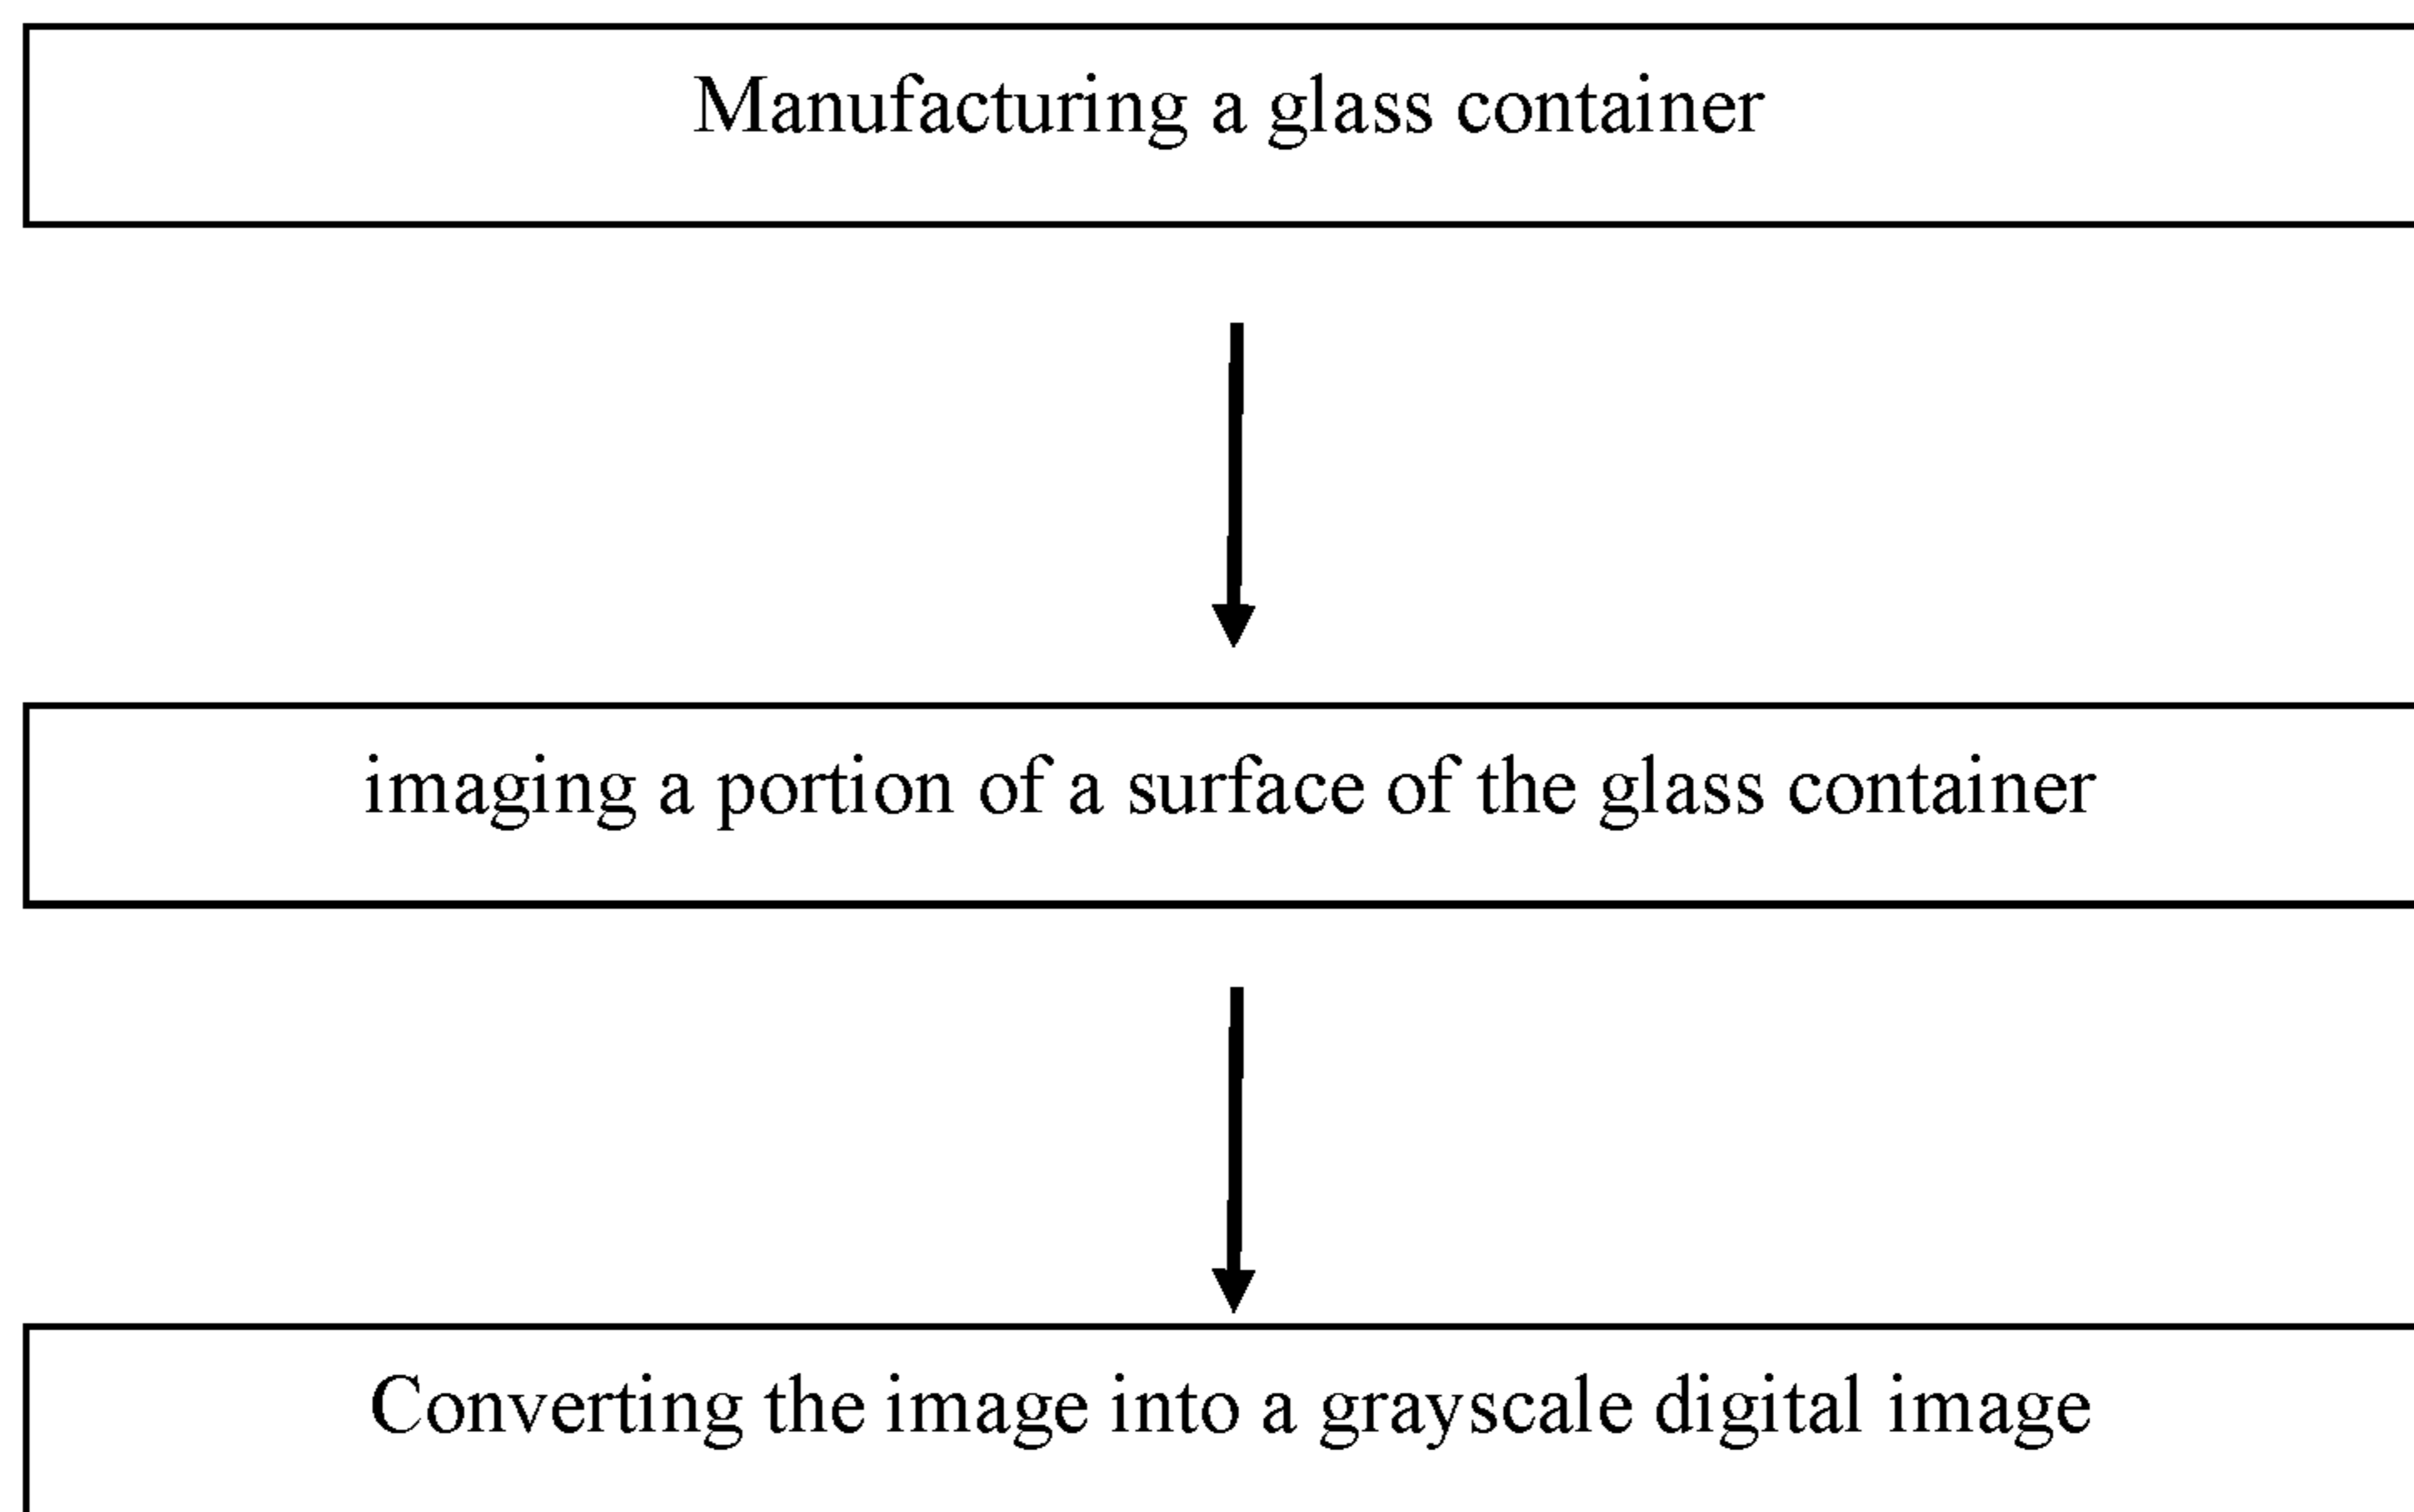 Manufacturing a glass container
imaging a portion of a surface of the glass container
Converting the image into a grayscale digital image